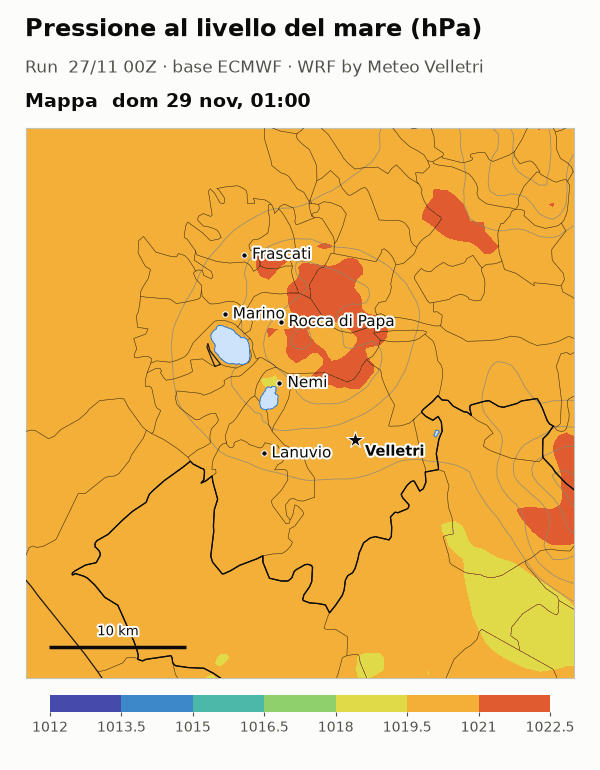 Pressione al livello del mare (hPa)
Run  27/11 00Z · base ECMWF · WRF by Meteo Velletri
Mappa  dom 29 nov, 01:00
Frascati
Marino
Rocca di Papa
Nemi
Velletri
Lanuvio
10 km
1012 1013.5 1015 1016.5 1018 1019.5 1021 1022.5